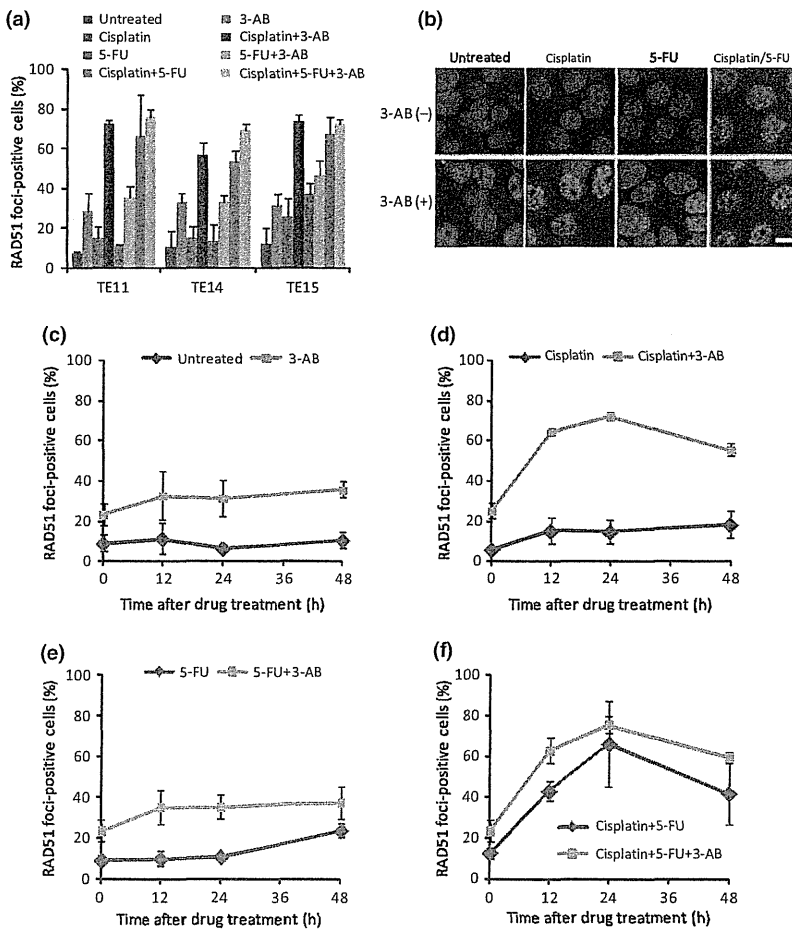 (a)
Untreated
3-AB
Cisplatin
Cisplatin+3-AB
5-FU
5-FU+3-AB
Cisplatin+5-FU
Cisplatin+5-FU+3-AB
RAD51 foci-positive cells (%)
100
80
60
40
20
0
TE11
TE14
TE15
(b)
Untreated
Cisplatin
5-FU
Cisplatin/5-FU
3-AB (−)
3-AB (+)
(c)
Untreated
3-AB
RAD51 foci-positive cells (%)
100
80
60
40
20
0
0
12
24
36
48
Time after drug treatment (h)
(d)
Cisplatin
Cisplatin+3-AB
RAD51 foci-positive cells (%)
100
80
60
40
20
0
0
12
24
36
48
Time after drug treatment (h)
(e)
5-FU
5-FU+3-AB
RAD51 foci-positive cells (%)
100
80
60
40
20
0
0
12
24
36
48
Time after drug treatment (h)
(f)
RAD51 foci-positive cells (%)
100
80
60
40
20
0
Cisplatin+5-FU
Cisplatin+5-FU+3-AB
0
12
24
36
48
Time after drug treatment (h)